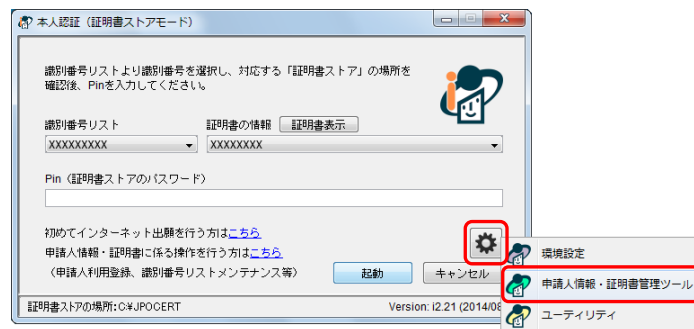 本人認証（証明書ストアモード）
識別番号リストより識別番号を選択し、対応する「証明書ストア」の場所を
確認後、Pinを入力してください。
識別番号リスト 証明書の情報 証明書表示
XXXXXXXXX XXXXXXXX
Pin（証明書ストアのパスワード）
初めてインターネット出願を行う方はこちら
申請人情報・証明書に係る操作を行う方はこちら
（申請人利用登録、識別番号リストメンテナンス等） 起動 キャンセル
環境設定
申請人情報・証明書管理ツール
ユーティリティ
証明書ストアの場所:C:¥JPOCERT Version: i2.21 (2014/08